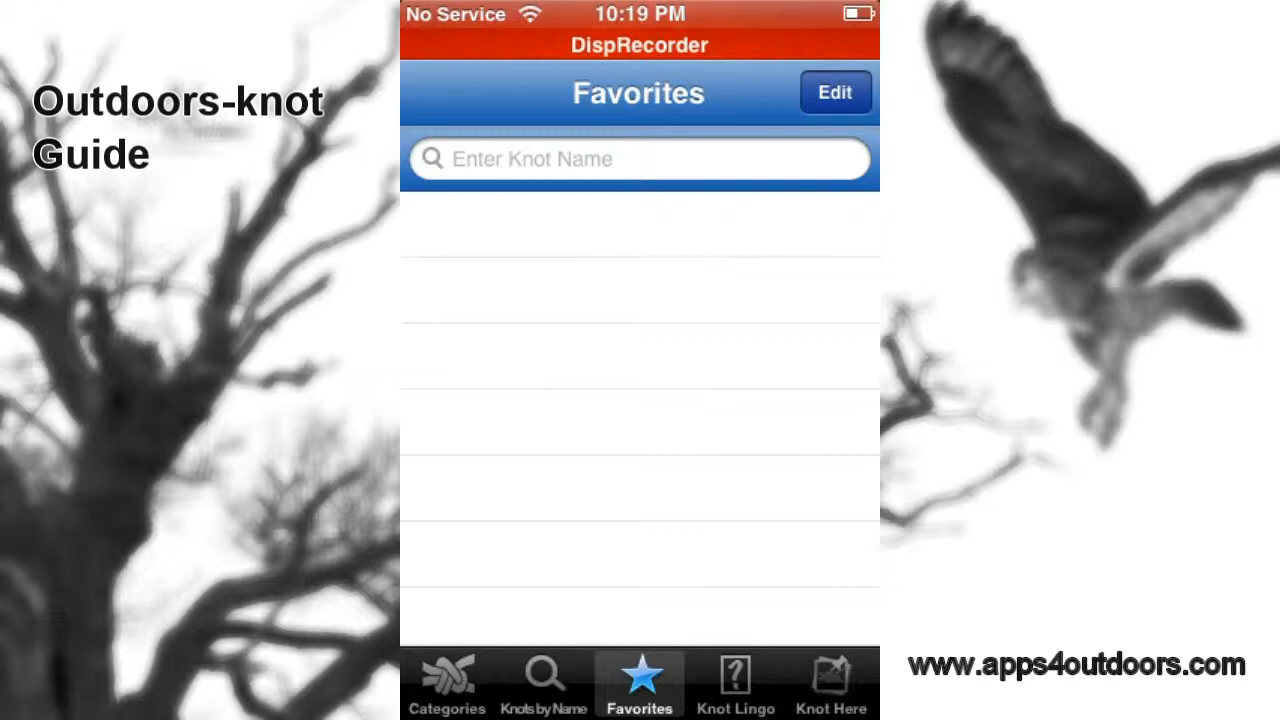 Outdoors-knot
Guide
No Service 10:19 PM
DispRecorder
Favorites Edit
Enter Knot Name
Categories Knots by Name Favorites Knot Lingo Knot Here
www.apps4outdoors.com